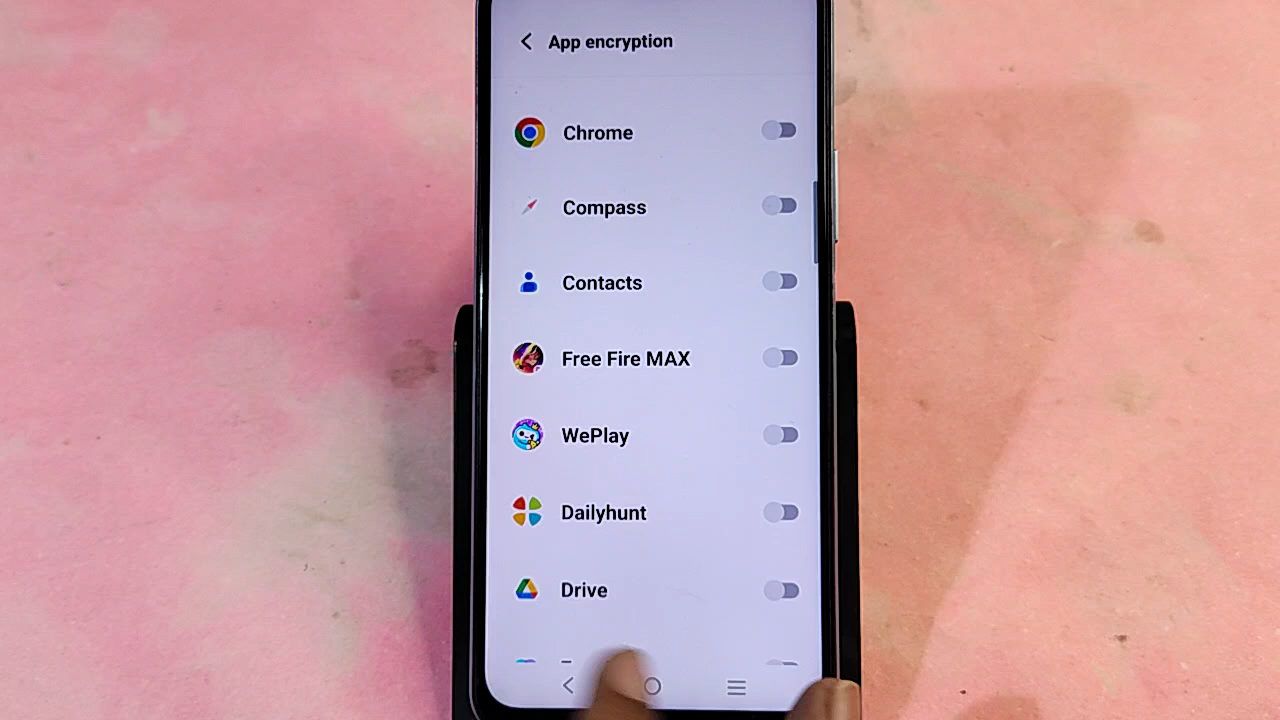 App encryption
Chrome
Compass
Contacts
Free Fire MAX
WePlay
Dailyhunt
Drive